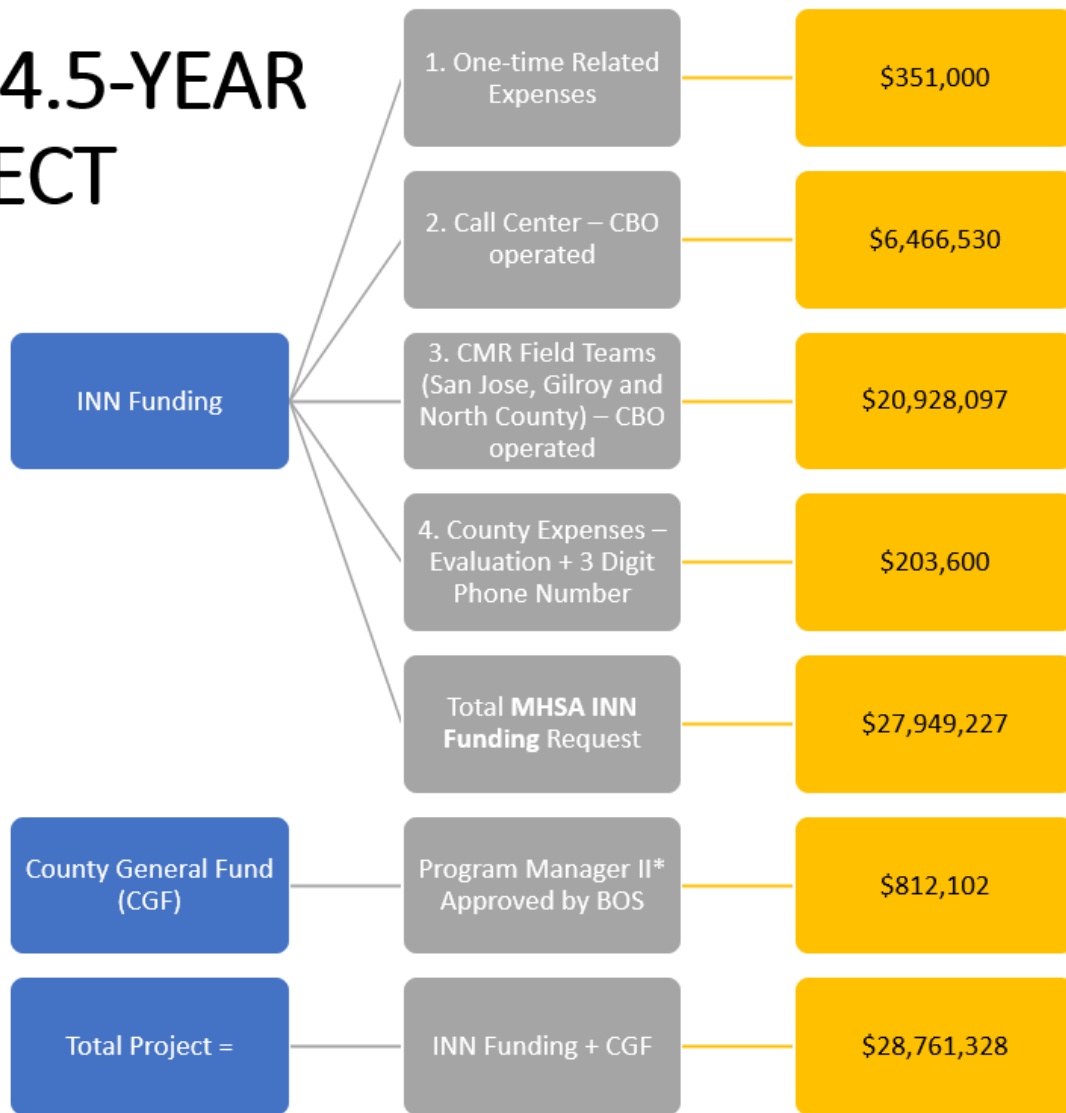 4.5-YEAR
ECT
1. One-time Related
Expenses
$351,000
2. Call Center – CBO
operated
$6,466,530
INN Funding
3. CMR Field Teams
(San Jose, Gilroy and
North County) – CBO
operated
$20,928,097
4. County Expenses –
Evaluation + 3 Digit
Phone Number
$203,600
Total MHSA INN
Funding Request
$27,949,227
County General Fund
(CGF)
Program Manager II*
Approved by BOS
$812,102
Total Project =
INN Funding + CGF
$28,761,328